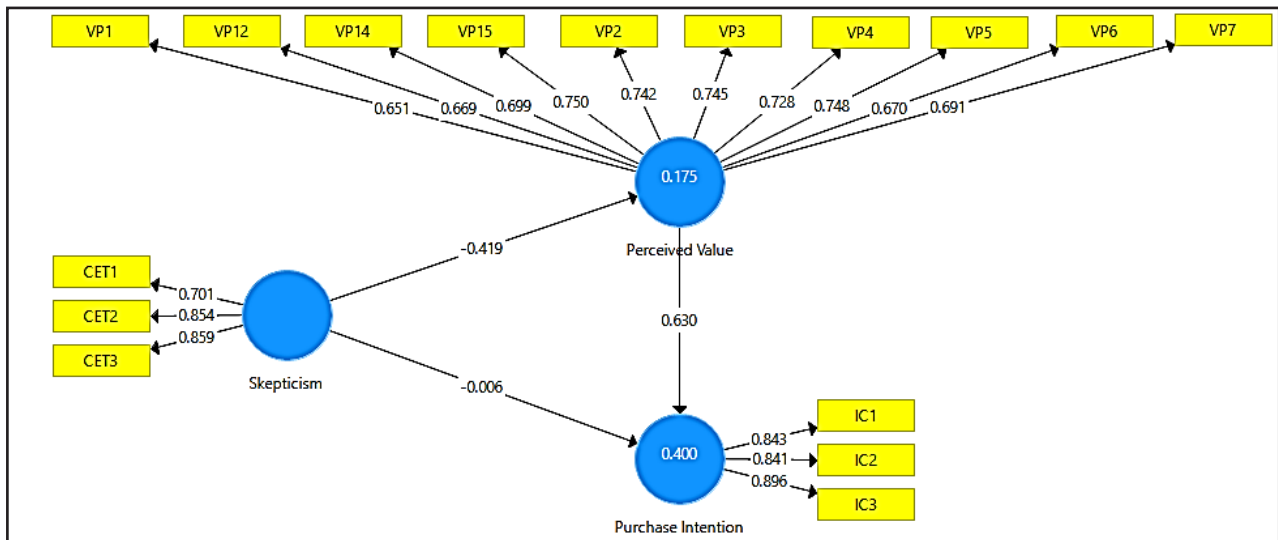 VP1 VP12 VP14 VP15 VP2 VP3 VP4 VP5 VP6 VP7
0.651 0.669 0.699 0.750 0.742 0.745 0.728 0.748 0.670 0.691
0.175
Perceived Value
-0.419
CET1
CET2
CET3
0.701
0.854
0.859
Skepticism
0.630
-0.006
0.400
Purchase Intention
0.843
0.841
0.896
IC1
IC2
IC3